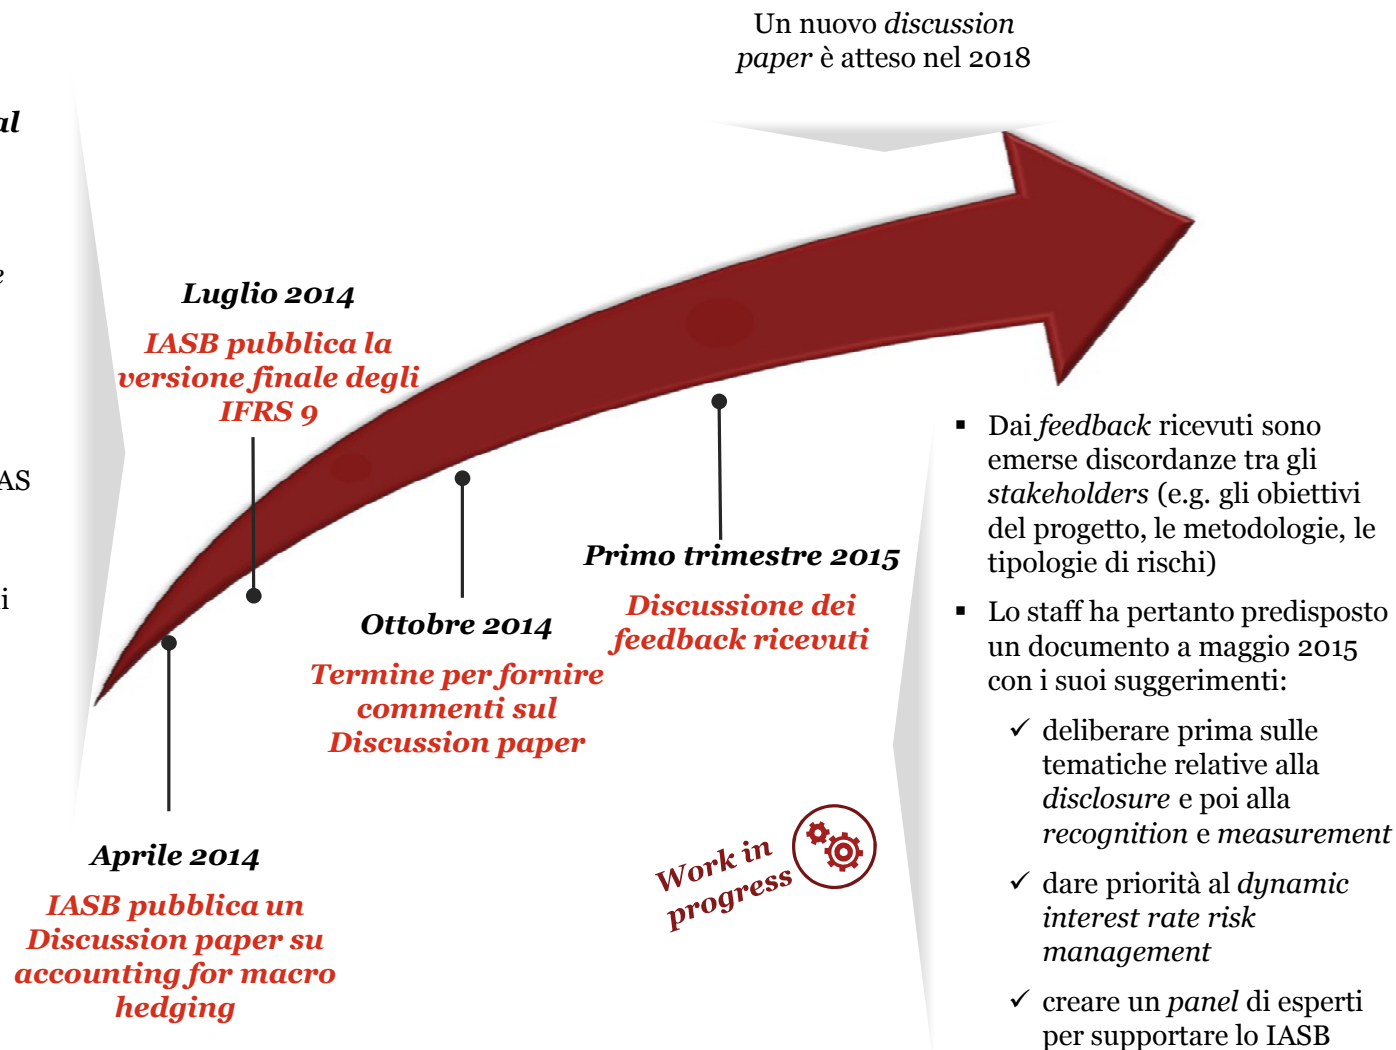 Un nuovo discussion
paper è atteso nel 2018
al
e
AS
i
Luglio 2014
IASB pubblica la
versione finale degli
IFRS 9
Aprile 2014
IASB pubblica un
Discussion paper su
accounting for macro
hedging
Ottobre 2014
Termine per fornire
commenti sul
Discussion paper
Primo trimestre 2015
Discussione dei
feedback ricevuti
Work in
progress
▪ Dai feedback ricevuti sono
emerse discordanze tra gli
stakeholders (e.g. gli obiettivi
del progetto, le metodologie, le
tipologie di rischi)
▪ Lo staff ha pertanto predisposto
un documento a maggio 2015
con i suoi suggerimenti:
✓ deliberare prima sulle
tematiche relative alla
disclosure e poi alla
recognition e measurement
✓ dare priorità al dynamic
interest rate risk
management
✓ creare un panel di esperti
per supportare lo IASB